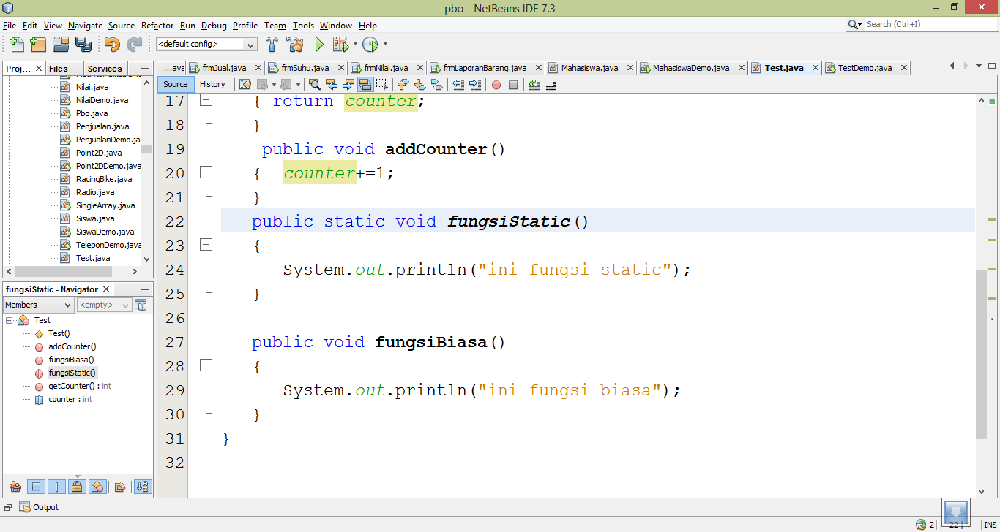 pbo - NetBeans IDE 7.3
File Edit View Navigate Source Refactor Run Debug Profile Team Tools Window Help
Search (Ctrl+I)
<default config>
Proj... Files Services
...ava frmJual.java frmSuhu.java frmNilai.java frmLaporanBarang.java Mahasiswa.java MahasiswaDemo.java Test.java TestDemo.java
Source History
Nilai.java
NilaiDemo.java
Pbo.java
Penjualan.java
PenjualanDemo.ja
Point2D.java
Point2DDemo.java
RacingBike.java
Radio.java
SingleArray.java
Siswa.java
SiswaDemo.java
TeleponDemo.java
Test.java
fungsiStatic - Navigator
Members <empty>
Test
Test()
addCounter()
fungsiBiasa()
fungsiStatic()
getCounter() : int
counter : int
17 { return counter;
18 }
19 public void addCounter()
20 { counter+=1;
21 }
22 public static void fungsiStatic()
23 {
24 System.out.println("ini fungsi static");
25 }
26
27 public void fungsiBiasa()
28 {
29 System.out.println("ini fungsi biasa");
30 }
31 }
32
Output
2 22 | 4 INS